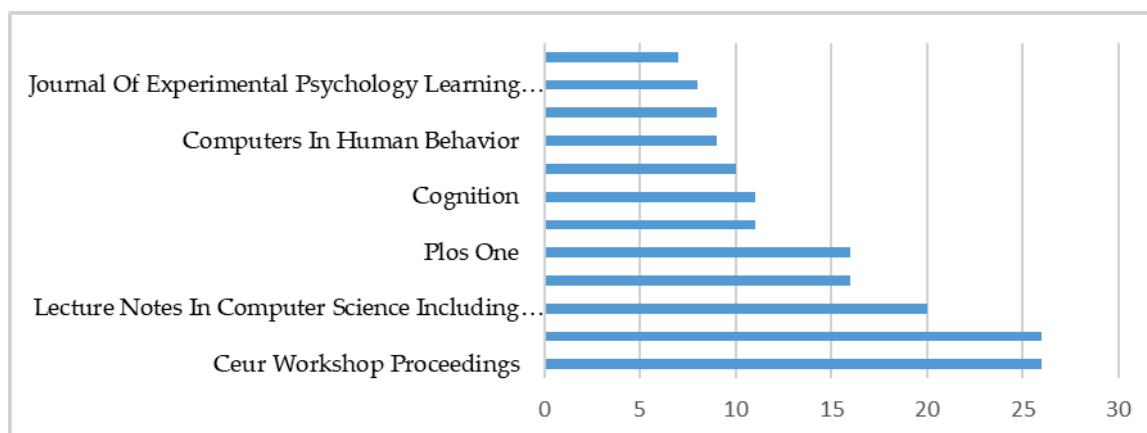 Journal Of Experimental Psychology Learning…
Computers In Human Behavior
Cognition
Plos One
Lecture Notes In Computer Science Including…
Ceur Workshop Proceedings
0 5 10 15 20 25 30